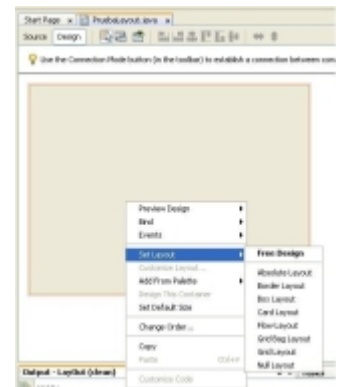 Start Page PruebaLayout.java
Source Design
Use the Connection Mode button (in the toolbar) to establish a connection between com
Preview Design
Bind
Events
Set Layout
Customize Layout...
Add From Palette
Design This Container
Set Default Size
Change Order...
Copy
Paste Ctrl+V
Customize Code
Free Design
Absolute Layout
Border Layout
Box Layout
Card Layout
Flow Layout
Grid Bag Layout
Grid Layout
Null Layout
Output - Layout (clean)